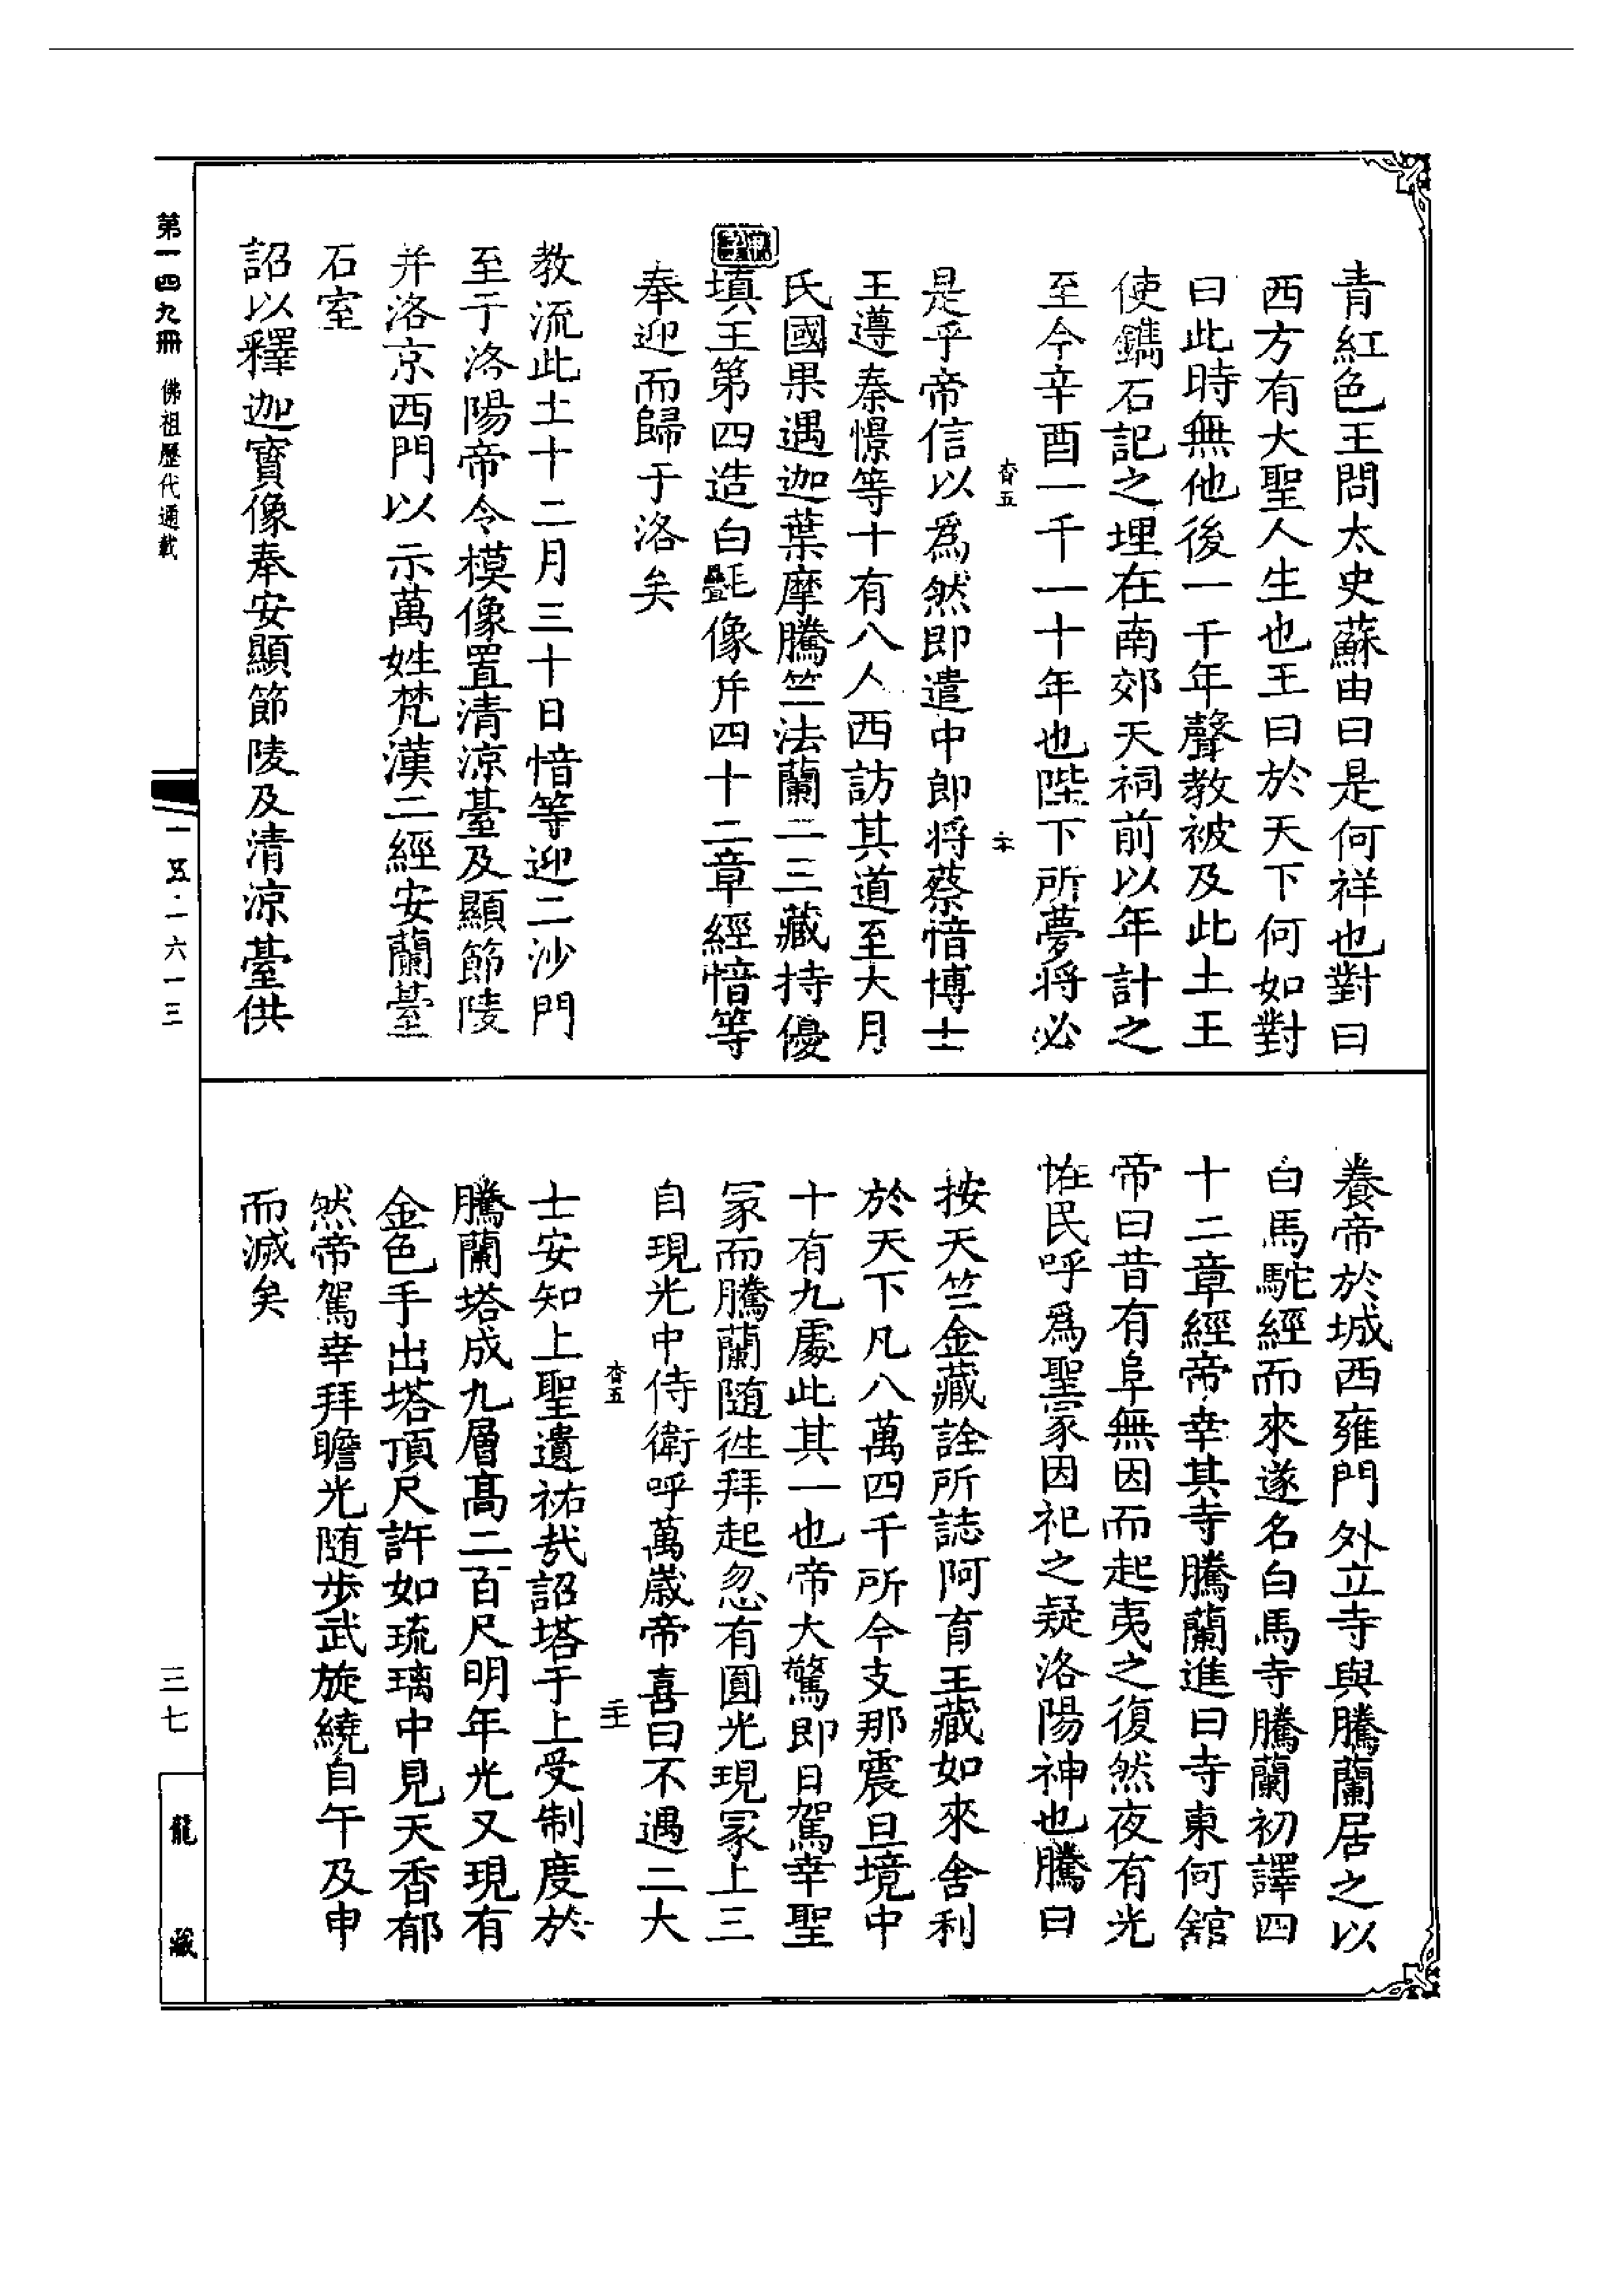 青紅色王問太史蘇由曰是何祥也對曰
西方有大聖人生也王曰於天下何如對
曰此時無他後一千年聲教被及此土王
使鐫石記之埋在南郊天祠前以年計之
至今辛酉一千一十年也陛下所夢將必
杳五
二十
是乎帝信以爲然即遣中郎將蔡愔博士
王遵秦憬等十有八人西訪其道至大月
氏國果遇迦葉摩騰竺法蘭二三藏持優
填王第四造白㲲像并四十二章經愔等
奉迎而歸于洛矣
教流此土十二月三十日愔等迎二沙門
至于洛陽帝令模像置清涼臺及顯節陵
并洛京西門以示萬姓梵漢二經安蘭臺
石室
詔以釋迦寶像奉安顯節陵及清涼臺供
養帝於城西雍門外立寺與騰蘭居之以
白馬駝經而來遂名白馬寺騰蘭初譯四
十二章經帝幸其寺騰蘭進曰寺東何舘
帝曰昔有阜無因而起夷之復然夜有光
恠民呼爲聖冡因祀之疑洛陽神也騰曰
按天竺金藏詮所誌阿育王藏如來舍利
於天下凡八萬四千所今支那震旦境中
十有九處此其一也帝大驚即日駕幸聖
冡而騰蘭随徃拜起忽有圓光現冡上三
自現光中侍衛呼萬歲帝喜曰不遇二大
杳五
主
士安知上聖遺祐㢤詔塔于上受制度於
騰蘭塔成九層髙二百尺明年光又現有
金色手出塔頂尺許如琉璃中見天香郁
然帝駕幸拜瞻光随步武旋繞自午及申
而滅矣
第一四九冊 佛祖歷代通載
一五·一六一三
三七
龍藏